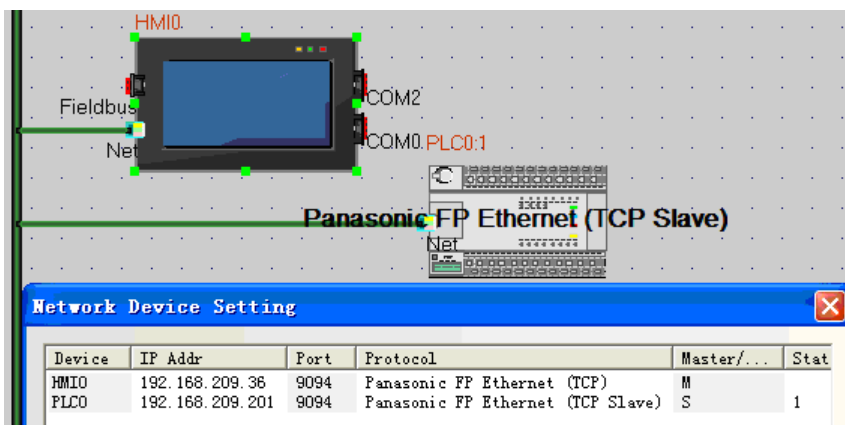 HMI0
Fieldbus
COM2
Net
COM0
PLC0:1
Panasonic FP Ethernet (TCP Slave)
Net
Network Device Setting
Device IP Addr Port Protocol Master/... Stat
HMI0 192.168.209.36 9094 Panasonic FP Ethernet (TCP) M
PLC0 192.168.209.201 9094 Panasonic FP Ethernet (TCP Slave) S 1